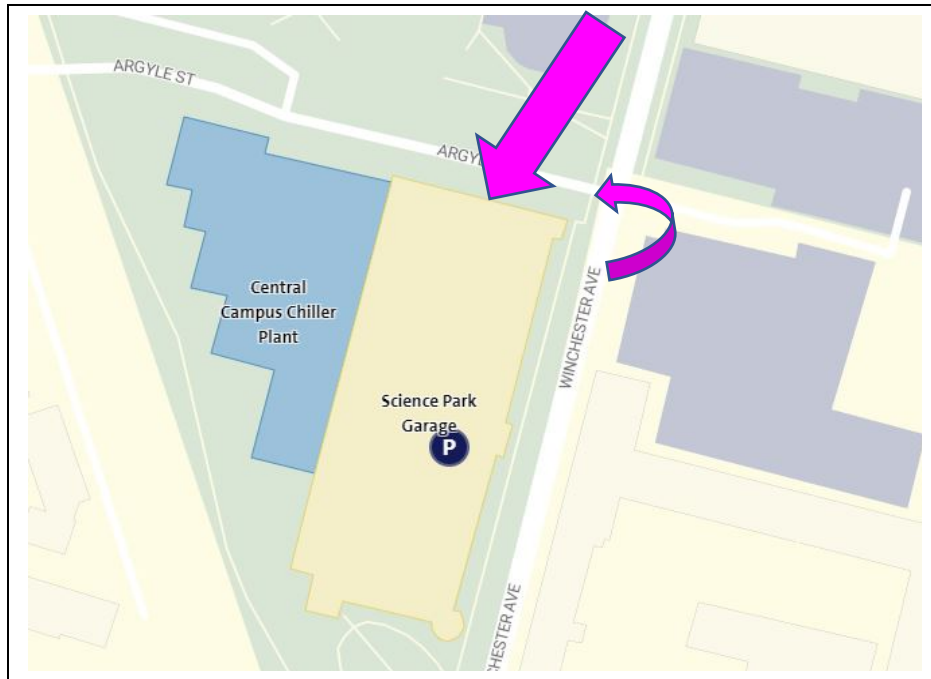 ARGYLE ST
ARGY
Central
Campus Chiller
Plant
WINCHESTER AVE
Science Park
Garage
P
CHESTER AVE